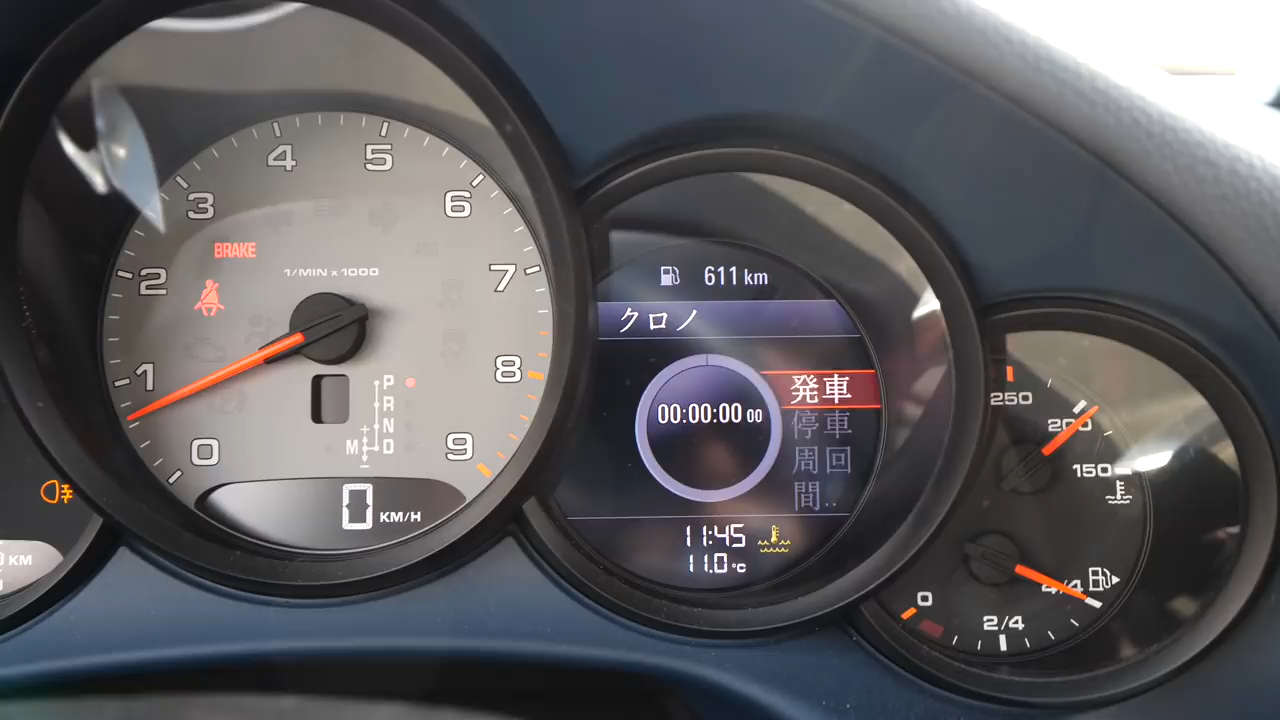 4 5
3 6
BRAKE
1/MIN x 1000
2 7
1 8
P
R
N
M D
+
−
0 9
0 KM/H
KM
611 km
クロノ
00:00:00 00
発車
停車
周回
間..
11:45
11.0 °C
250
200
150
0
2/4
4/4